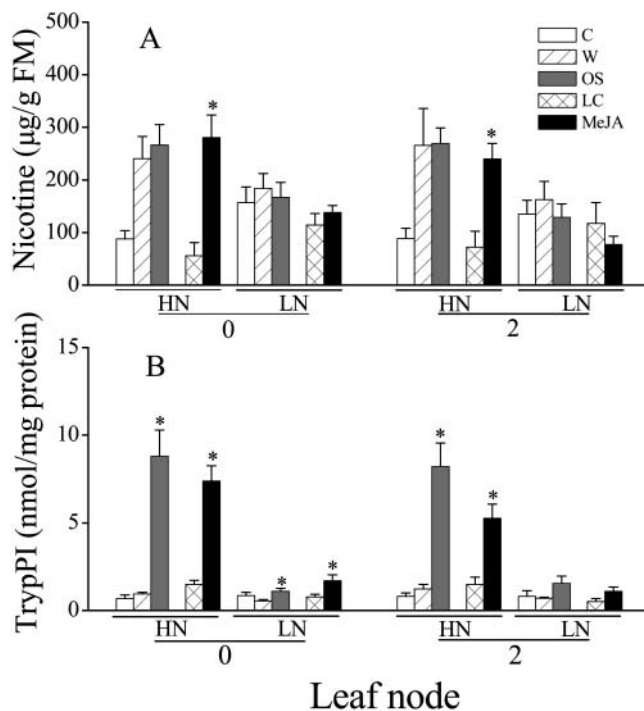 500
A
C
W
OS
LC
MeJA
400
300
200
100
0
Nicotine (µg/g FM)
*
*
HN
LN
HN
LN
0
2
15
B
10
5
0
TrypPI (nmol/mg protein)
*
*
*
*
*
*
HN
LN
HN
LN
0
2
Leaf node